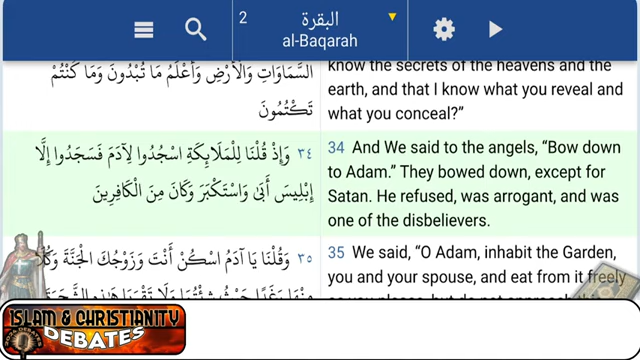 2
البقرة
al-Baqarah
السَّمَاوَاتِ وَالْأَرْضِ وَأَعْلَمُ مَا تُبْدُونَ وَمَا كُنْتُمْ
تَكْتُمُونَ
know the secrets of the heavens and the
earth, and that I know what you reveal and
what you conceal?”
٣٤ وَإِذْ قُلْنَا لِلْمَلَائِكَةِ اسْجُدُوا لِآدَمَ فَسَجَدُوا إِلَّا
إِبْلِيسَ أَبَىٰ وَاسْتَكْبَرَ وَكَانَ مِنَ الْكَافِرِينَ
34 And We said to the angels, “Bow down
to Adam.” They bowed down, except for
Satan. He refused, was arrogant, and was
one of the disbelievers.
٣٥ وَقُلْنَا يَا آدَمُ اسْكُنْ أَنْتَ وَزَوْجُكَ الْجَنَّةَ وَكُلَا
35 We said, “O Adam, inhabit the Garden,
you and your spouse, and eat from it freely
ISLAM & CHRISTIANITY
DEBATES